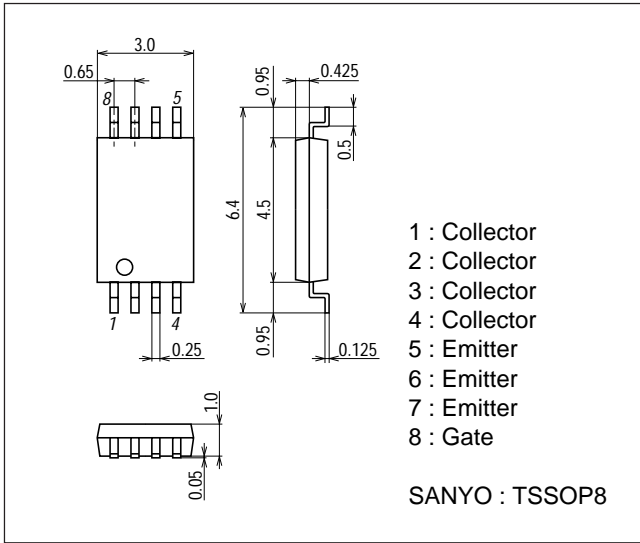 3.0
0.65
8
5
0.95
0.425
0.5
6.4
4.5
1
4
0.25
0.95
0.125
1.0
0.05
1 : Collector
2 : Collector
3 : Collector
4 : Collector
5 : Emitter
6 : Emitter
7 : Emitter
8 : Gate
SANYO : TSSOP8